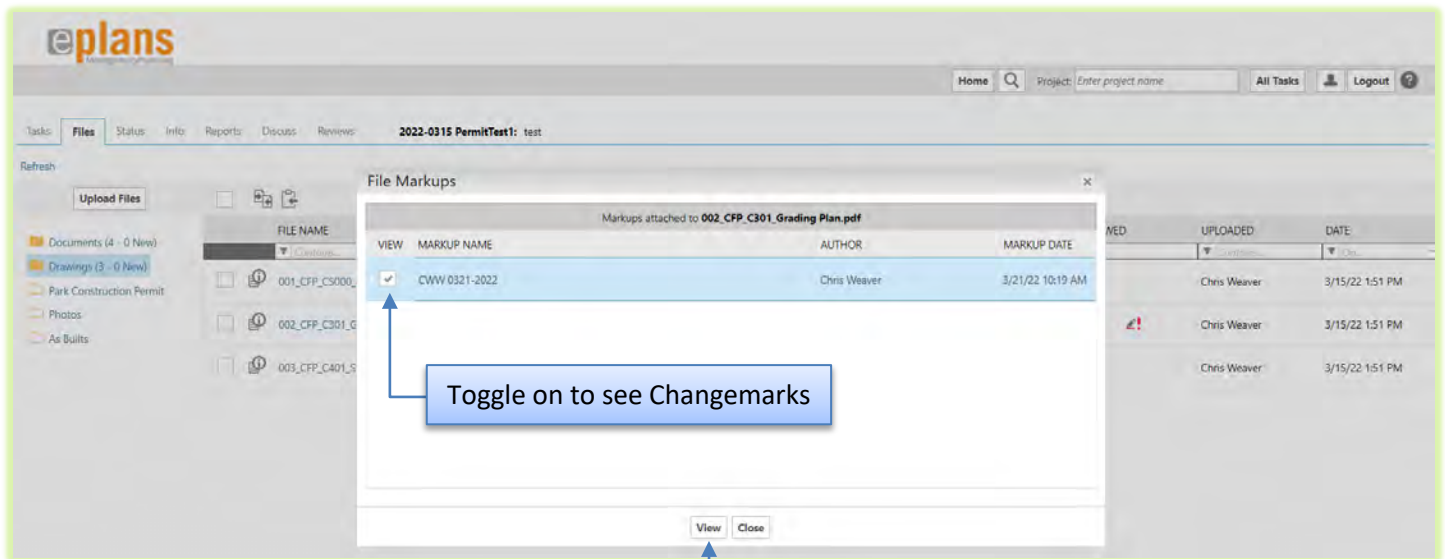 eplans
Home Project: Enter project name All Tasks Logout
Tasks Files Status Info Reports Discuss Reviews 2022-0315 PermitTest1: test
Refresh
Upload Files
Documents (4 - 0 New)
Drawings (3 - 0 New)
Park Construction Permit
Photos
As Builts
FILE NAME UPLOADED DATE
001_CFP_CS000_ Chris Weaver 3/15/22 1:51 PM
002_CFP_C301_G Chris Weaver 3/15/22 1:51 PM
003_CFP_C401_S Chris Weaver 3/15/22 1:51 PM
File Markups ×
Markups attached to 002_CFP_C301_Grading Plan.pdf
VIEW MARKUP NAME AUTHOR MARKUP DATE
CWW 0321-2022 Chris Weaver 3/21/22 10:19 AM
Toggle on to see Changemarks
View Close